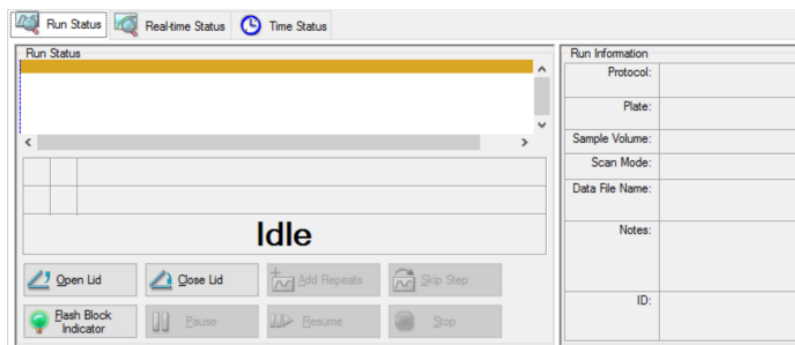 Run Status
Real-time Status
Time Status
Run Status
Idle
Open Lid
Close Lid
Add Repeats
Skip Step
Flash Block
Indicator
Pause
Resume
Stop
Run Information
Protocol:
Plate:
Sample Volume:
Scan Mode:
Data File Name:
Notes:
ID: